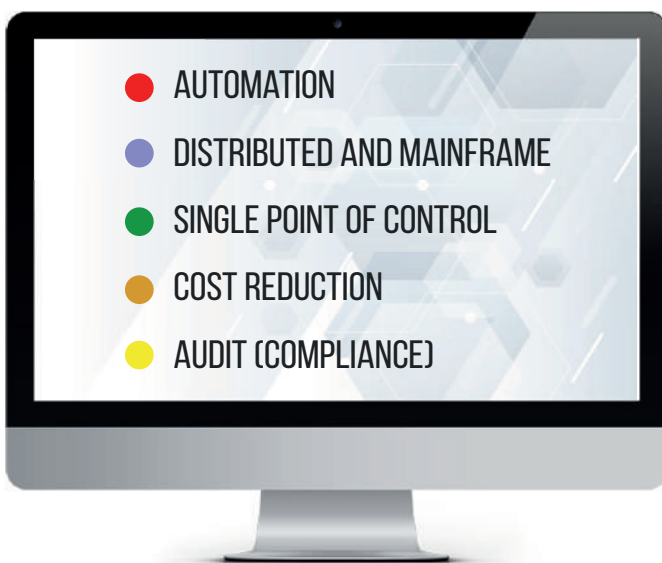 AUTOMATION
DISTRIBUTED AND MAINFRAME
SINGLE POINT OF CONTROL
COST REDUCTION
AUDIT (COMPLIANCE)